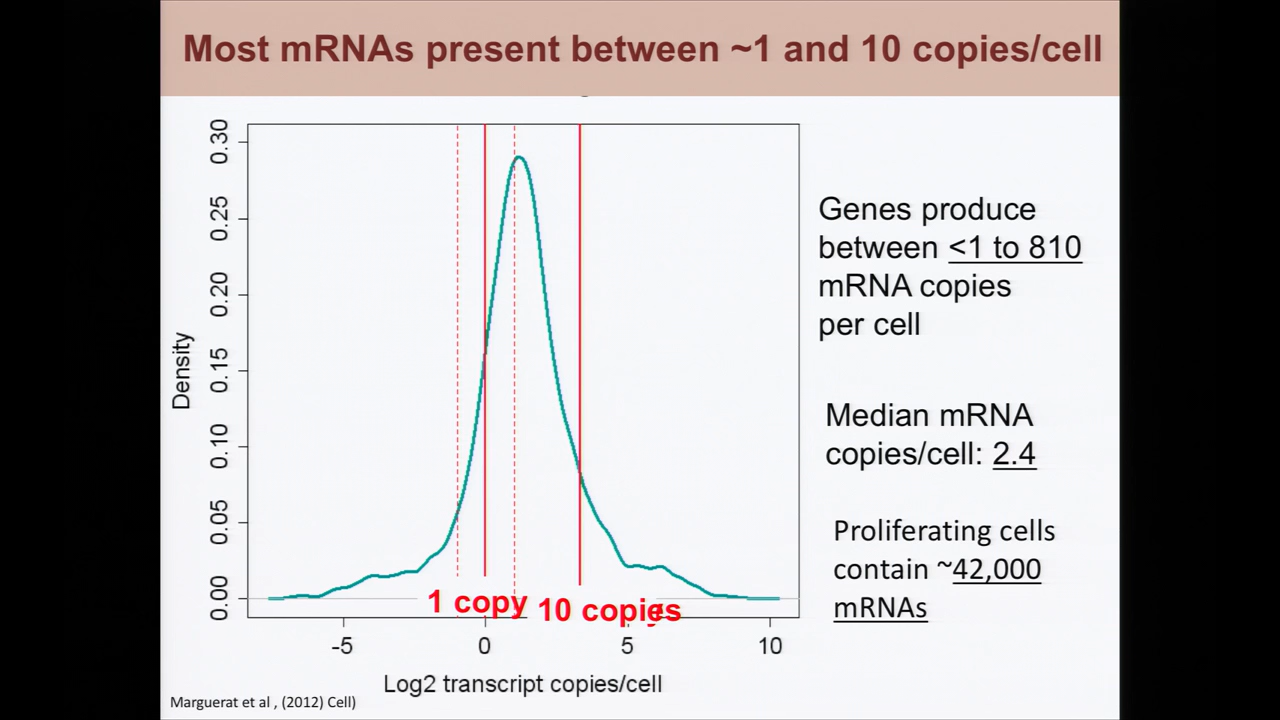 Most mRNAs present between ~1 and 10 copies/cell
0.30
0.25
0.20
0.15
0.10
0.05
0.00
Density
1 copy
10 copies
-5
0
5
10
Log2 transcript copies/cell
Genes produce
between <1 to 810
mRNA copies
per cell
Median mRNA
copies/cell: 2.4
Proliferating cells
contain ~42,000
mRNAs
Marguerat et al , (2012) Cell)